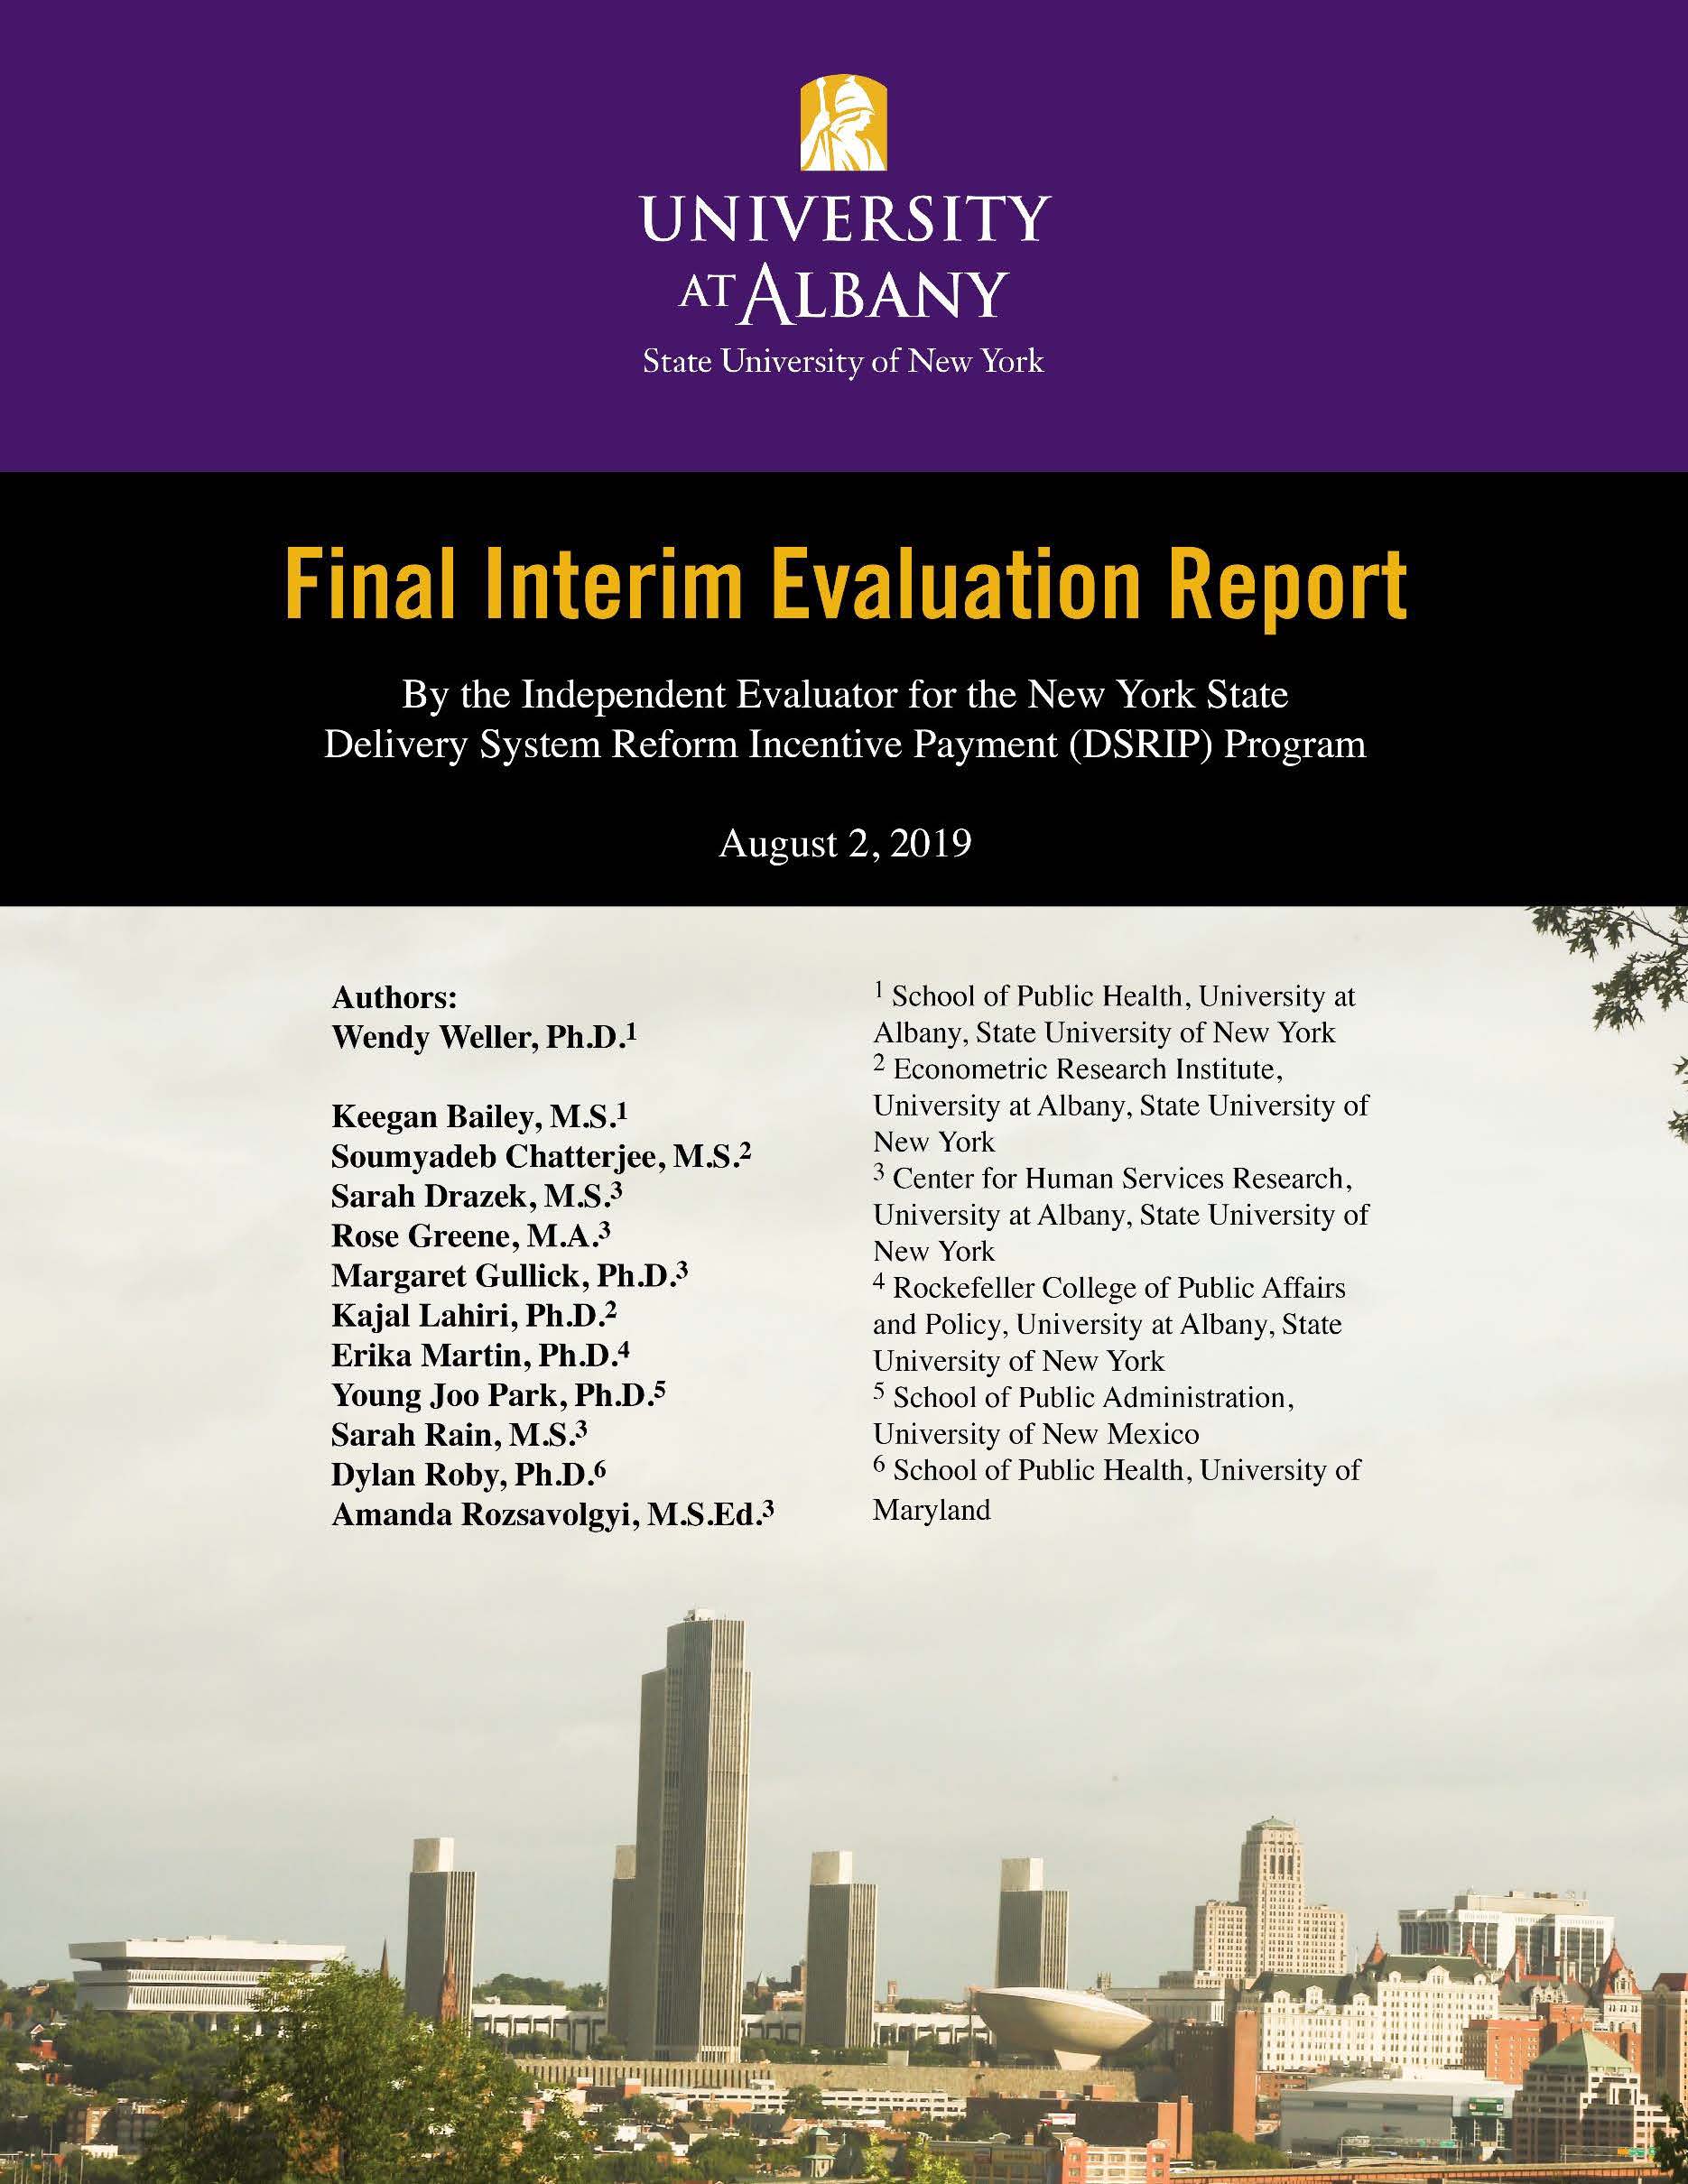 UNIVERSITY
AT ALBANY
State University of New York
Final Interim Evaluation Report
By the Independent Evaluator for the New York State
Delivery System Reform Incentive Payment (DSRIP) Program
August 2, 2019
Authors:
Wendy Weller, Ph.D.1
Keegan Bailey, M.S.1
Soumyadeb Chatterjee, M.S.2
Sarah Drazek, M.S.3
Rose Greene, M.A.3
Margaret Gullick, Ph.D.3
Kajal Lahiri, Ph.D.2
Erika Martin, Ph.D.4
Young Joo Park, Ph.D.5
Sarah Rain, M.S.3
Dylan Roby, Ph.D.6
Amanda Rozsavolgyi, M.S.Ed.3
1 School of Public Health, University at
Albany, State University of New York
2 Econometric Research Institute,
University at Albany, State University of
New York
3 Center for Human Services Research,
University at Albany, State University of
New York
4 Rockefeller College of Public Affairs
and Policy, University at Albany, State
University of New York
5 School of Public Administration,
University of New Mexico
6 School of Public Health, University of
Maryland